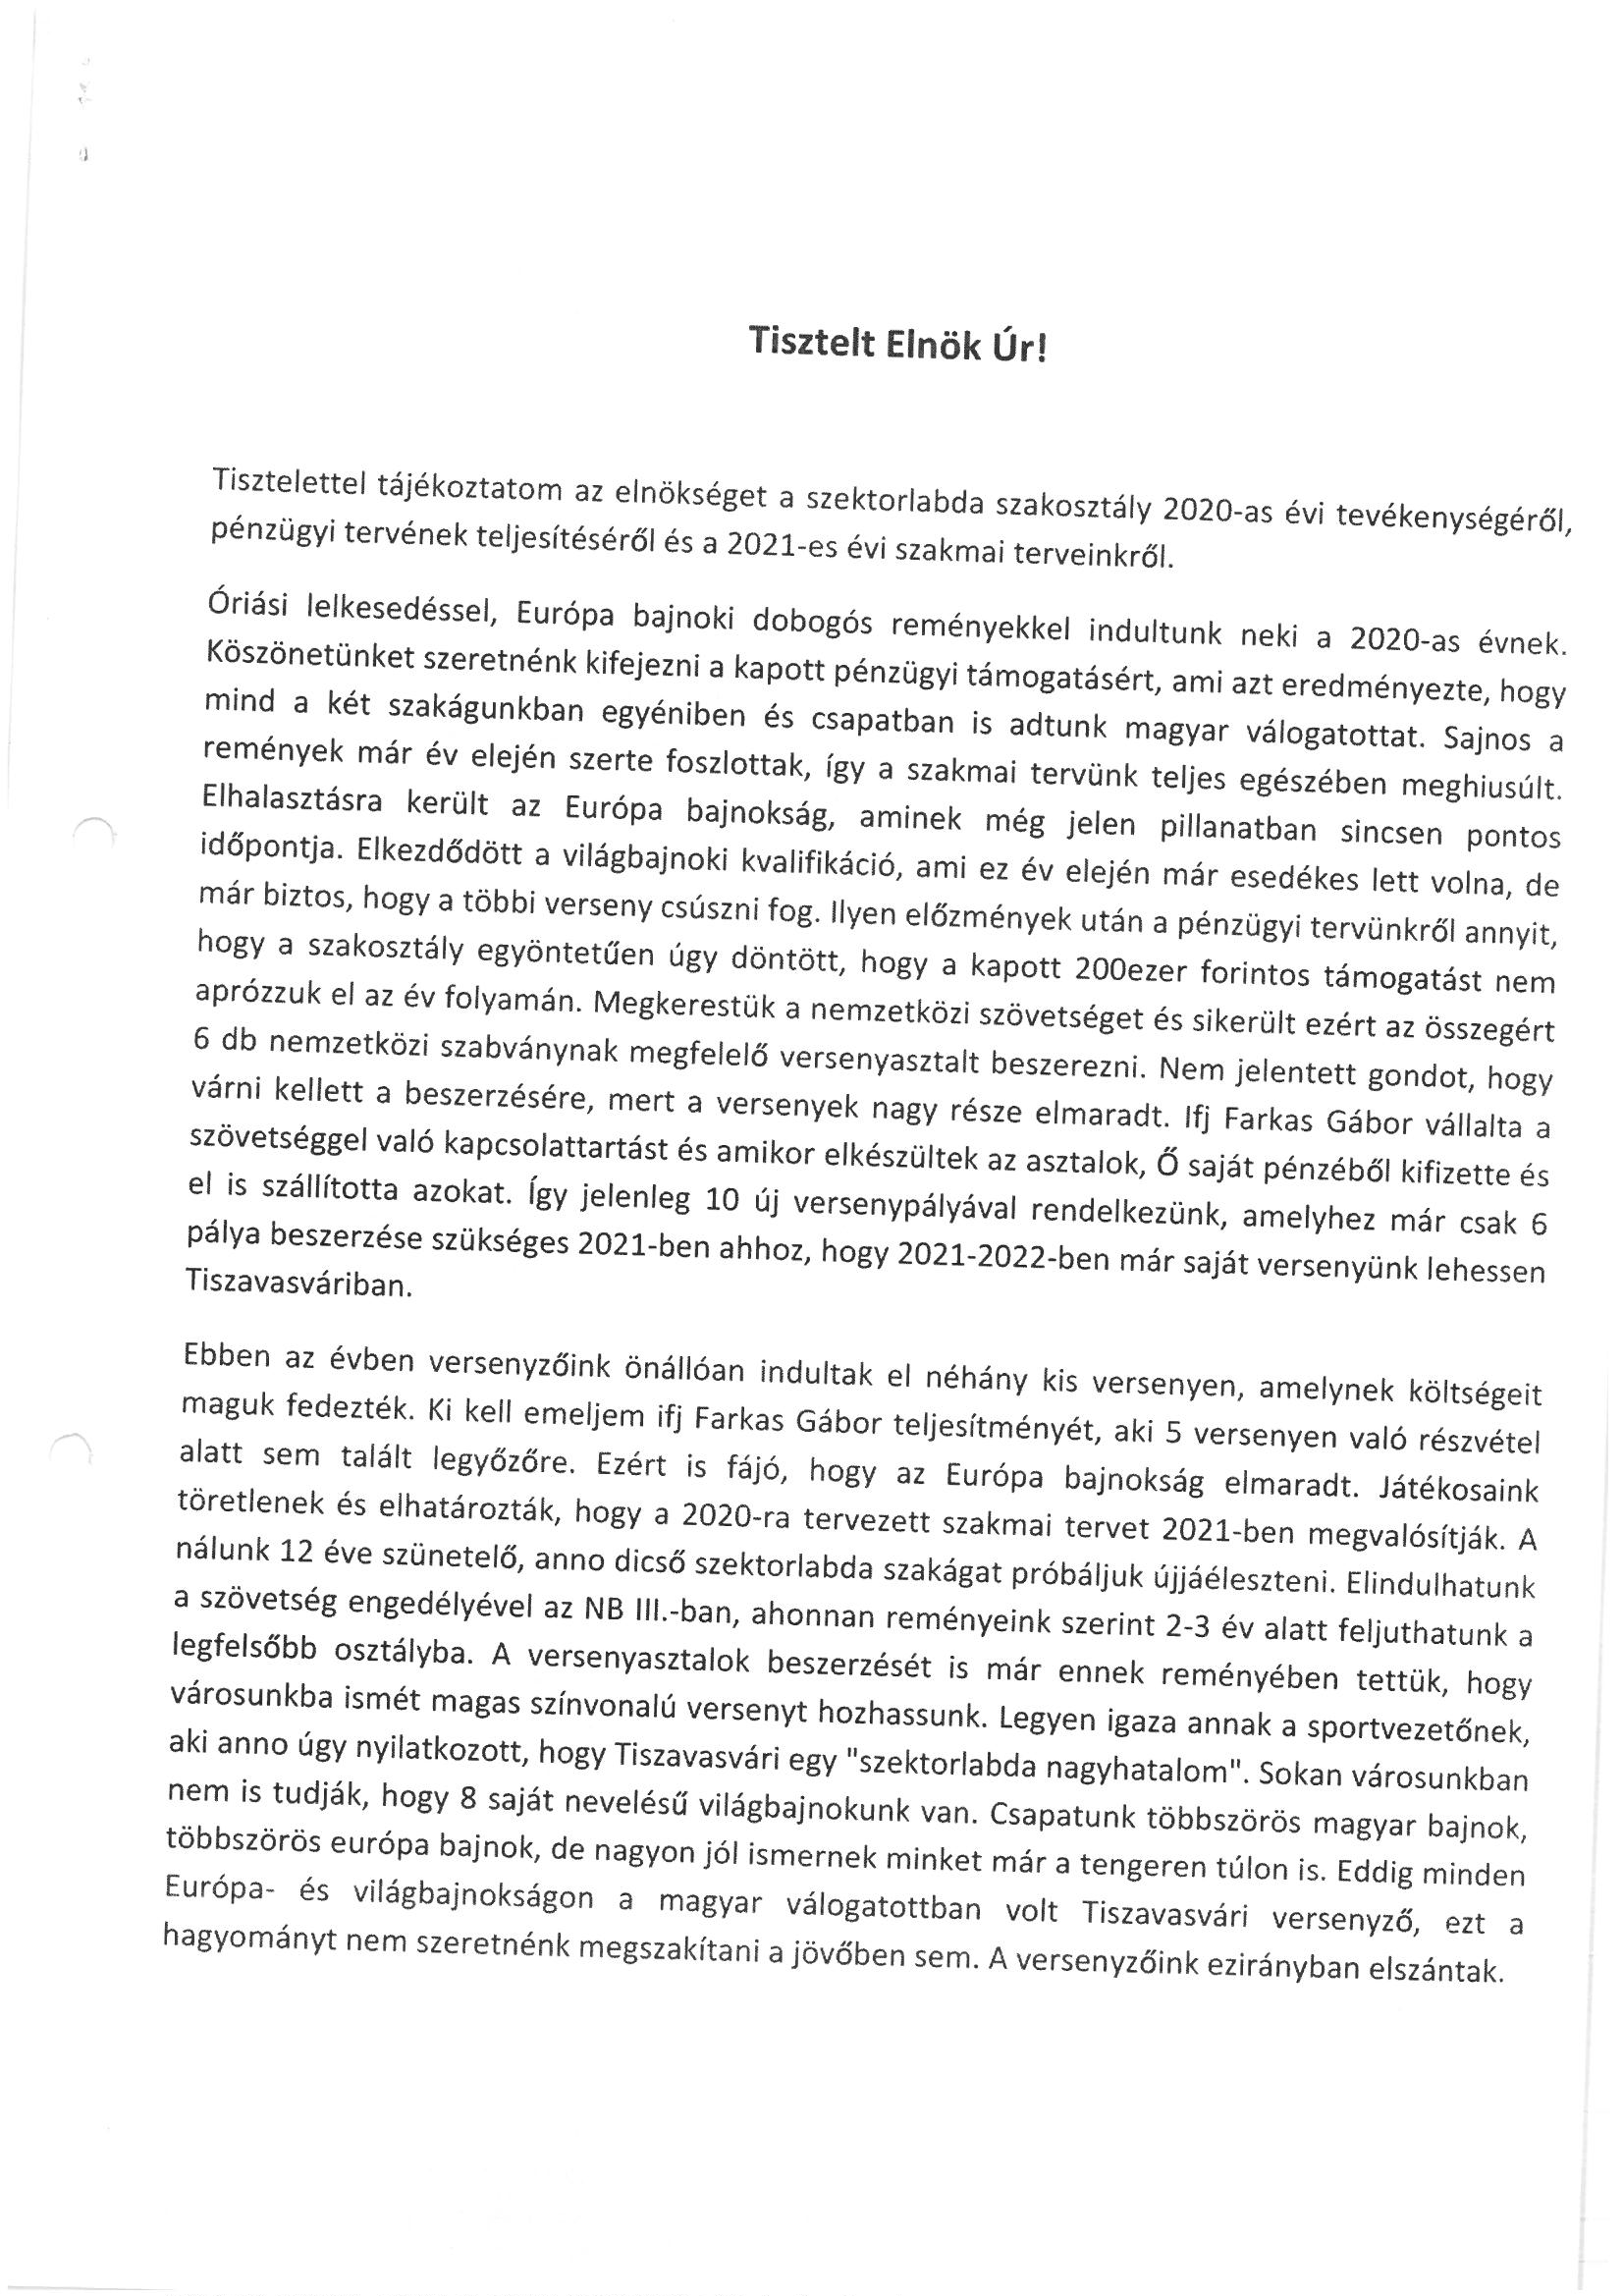 Tisztelt Elnök Úr!
Tisztelettel tájékoztatom az elnökséget a szektorlabda szakosztály 2020-as évi tevékenységéről,
pénzügyi tervének teljesítéséről és a 2021-es évi szakmai terveinkről.
Óriási lelkesedéssel, Európa bajnoki dobogós reményekkel indultunk neki a 2020-as évnek.
Köszönetünket szeretnénk kifejezni a kapott pénzügyi támogatásért, ami azt eredményezte, hogy
mind a két szakágunkban egyéniben és csapatban is adtunk magyar válogatottat. Sajnos a
remények már év elején szerte foszlottak, így a szakmai tervünk teljes egészében meghiusúlt.
Elhalasztásra került az Európa bajnokság, aminek még jelen pillanatban sincsen pontos
időpontja. Elkezdődött a világbajnoki kvalifikáció, ami ez év elején már esedékes lett volna, de
már biztos, hogy a többi verseny csúszni fog. Ilyen előzmények után a pénzügyi tervünkről annyit,
hogy a szakosztály egyöntetűen úgy döntött, hogy a kapott 200ezer forintos támogatást nem
aprózzuk el az év folyamán. Megkerestük a nemzetközi szövetséget és sikerült ezért az összegért
6 db nemzetközi szabványnak megfelelő versenyasztalt beszerezni. Nem jelentett gondot, hogy
várni kellett a beszerzésére, mert a versenyek nagy része elmaradt. Ifj Farkas Gábor vállalta a
szövetséggel való kapcsolattartást és amikor elkészültek az asztalok, Ő saját pénzéből kifizette és
el is szállította azokat. Így jelenleg 10 új versenypályával rendelkezünk, amelyhez már csak 6
pálya beszerzése szükséges 2021-ben ahhoz, hogy 2021-2022-ben már saját versenyünk lehessen
Tiszavasváriban.
Ebben az évben versenyzőink önállóan indultak el néhány kis versenyen, amelynek költségeit
maguk fedezték. Ki kell emeljem ifj Farkas Gábor teljesítményét, aki 5 versenyen való részvétel
alatt sem talált legyőzőre. Ezért is fájó, hogy az Európa bajnokság elmaradt. Játékosaink
töretlenek és elhatározták, hogy a 2020-ra tervezett szakmai tervet 2021-ben megvalósítják. A
nálunk 12 éve szünetelő, anno dicső szektorlabda szakágat próbáljuk újjáéleszteni. Elindulhatunk
a szövetség engedélyével az NB III.-ban, ahonnan reményeink szerint 2-3 év alatt feljuthatunk a
legfelsőbb osztályba. A versenyasztalok beszerzését is már ennek reményében tettük, hogy
városunkba ismét magas színvonalú versenyt hozhassunk. Legyen igaza annak a sportvezetőnek,
aki anno úgy nyilatkozott, hogy Tiszavasvári egy "szektorlabda nagyhatalom". Sokan városunkban
nem is tudják, hogy 8 saját nevelésű világbajnokunk van. Csapatunk többszörös magyar bajnok,
többszörös európa bajnok, de nagyon jól ismernek minket már a tengeren túlon is. Eddig minden
Európa- és világbajnokságon a magyar válogatottban volt Tiszavasvári versenyző, ezt a
hagyományt nem szeretnénk megszakítani a jövőben sem. A versenyzőink ezirányban elszántak.